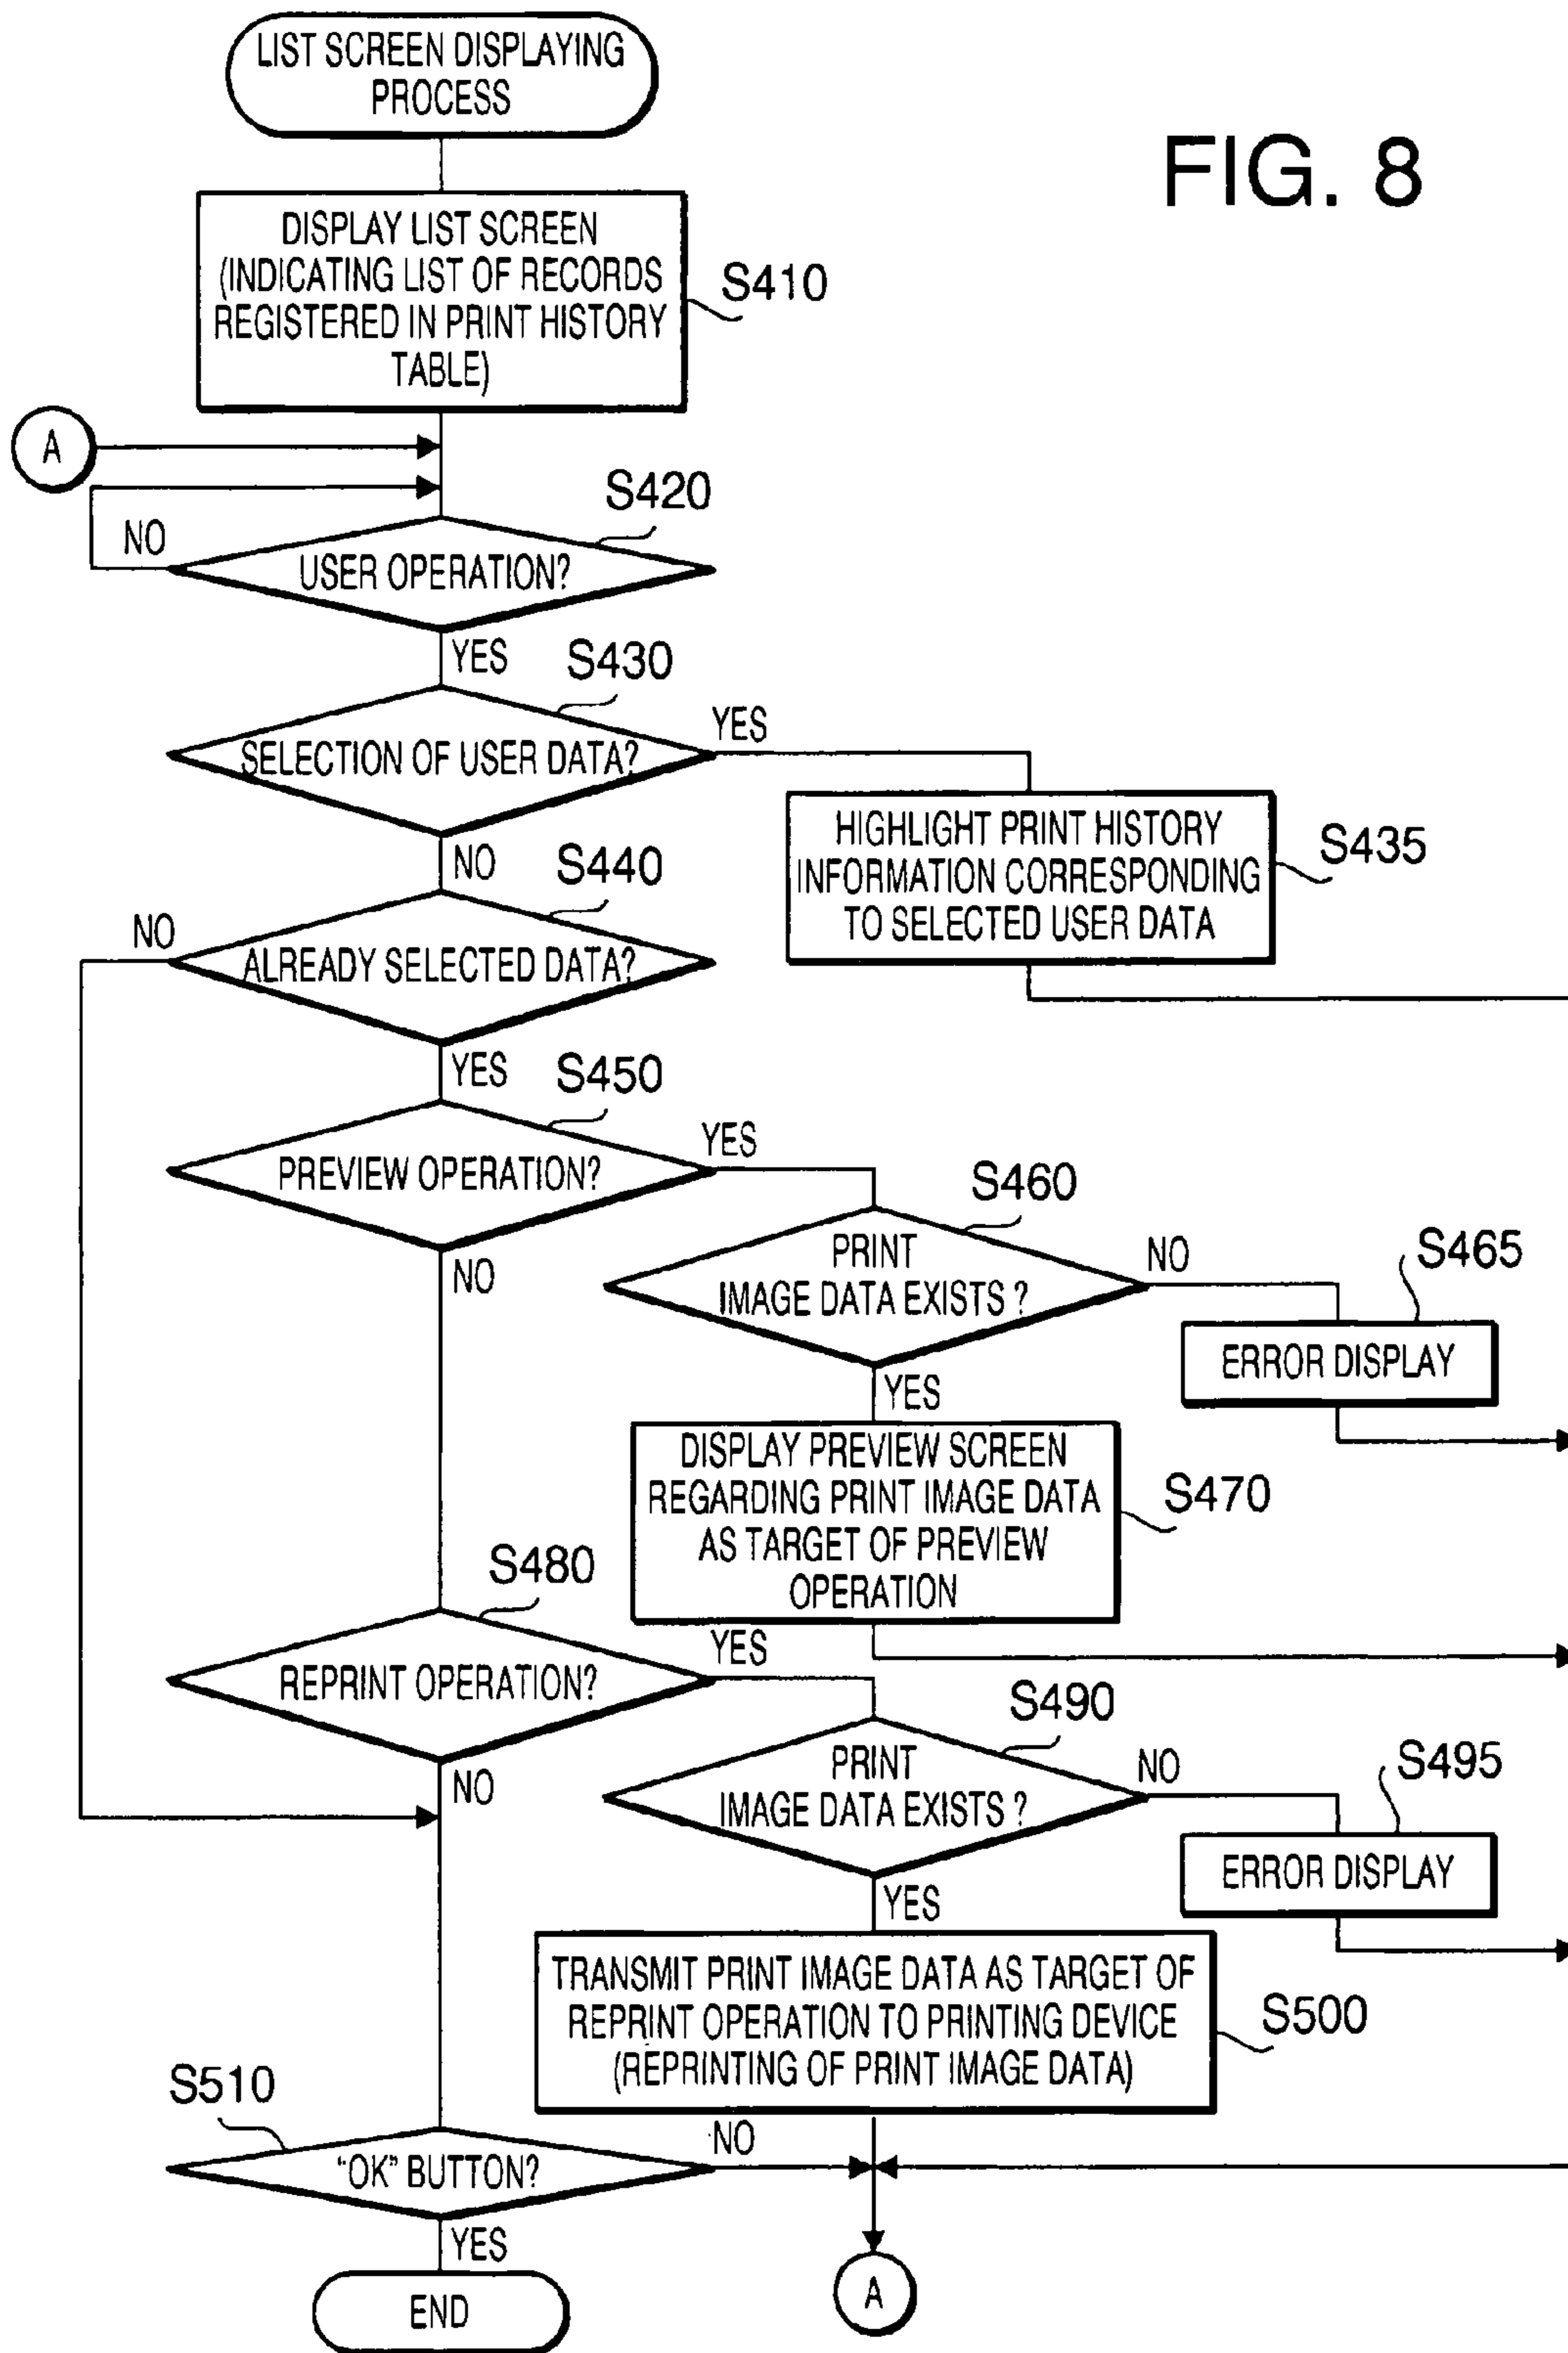 LIST SCREEN DISPLAYING
PROCESS
FIG. 8
DISPLAY LIST SCREEN
(INDICATING LIST OF RECORDS
REGISTERED IN PRINT HISTORY
TABLE)
S410
A
S420
NO
USER OPERATION?
YES
S430
SELECTION OF USER DATA?
YES
HIGHLIGHT PRINT HISTORY
INFORMATION CORRESPONDING
TO SELECTED USER DATA
S435
NO
S440
NO
ALREADY SELECTED DATA?
YES
S450
PREVIEW OPERATION?
YES
S460
PRINT
IMAGE DATA EXISTS ?
NO
S465
ERROR DISPLAY
NO
YES
DISPLAY PREVIEW SCREEN
REGARDING PRINT IMAGE DATA
AS TARGET OF PREVIEW
OPERATION
S470
S480
REPRINT OPERATION?
YES
S490
PRINT
IMAGE DATA EXISTS ?
NO
S495
ERROR DISPLAY
NO
YES
TRANSMIT PRINT IMAGE DATA AS TARGET OF
REPRINT OPERATION TO PRINTING DEVICE
(REPRINTING OF PRINT IMAGE DATA)
S500
S510
"OK" BUTTON?
NO
YES
END
A